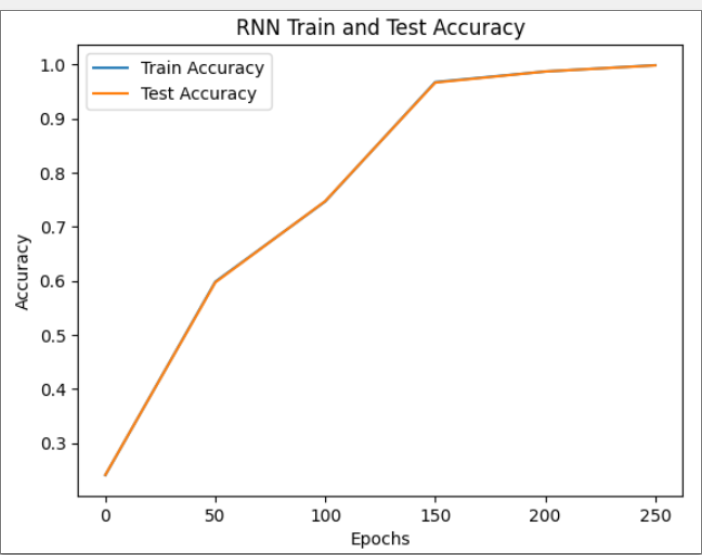 RNN Train and Test Accuracy
Train Accuracy
Test Accuracy
1.0
0.9
0.8
0.7
0.6
0.5
0.4
0.3
Accuracy
0 50 100 150 200 250
Epochs